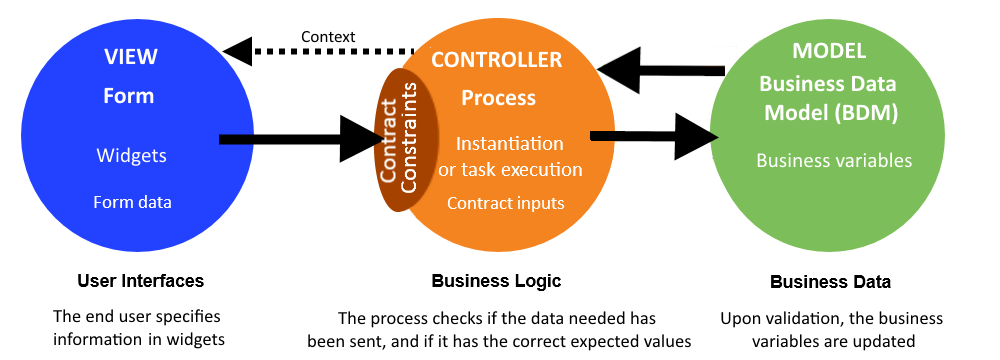 Context
VIEW
Form
Widgets
Form data
Contract
Constraints
CONTROLLER
Process
Instantiation
or task execution
Contract inputs
MODEL
Business Data
Model (BDM)
Business variables
User Interfaces
The end user specifies
information in widgets
Business Logic
The process checks if the data needed has
been sent, and if it has the correct expected values
Business Data
Upon validation, the business
variables are updated